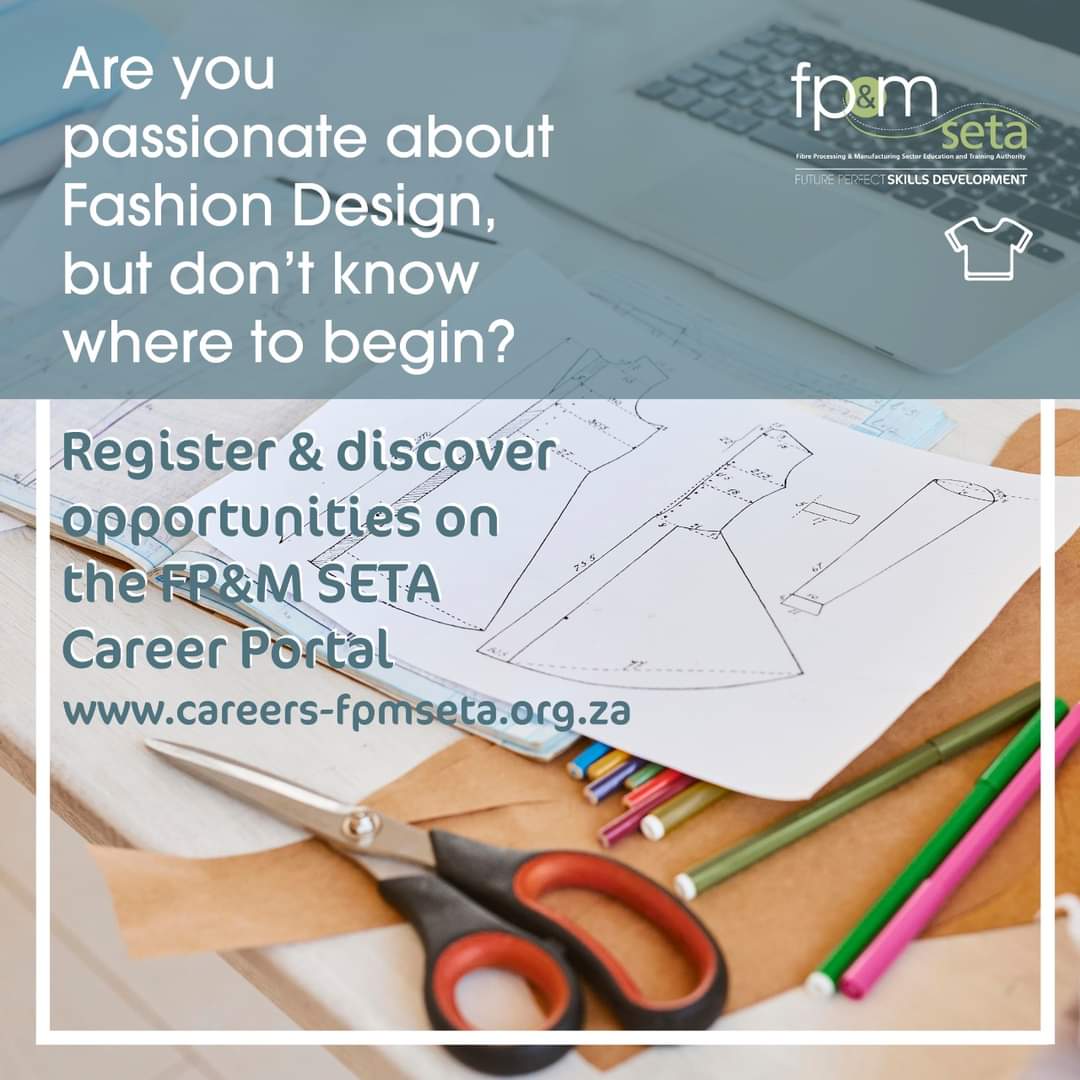 Are you
passionate about
Fashion Design,
but don't know
where to begin?
fp&m
seta
Fibre Processing & Manufacturing Sector Education and Training Authority
FUTURE PERFECT SKILLS DEVELOPMENT
Register & discover
opportunities on
the FP&M SETA
Career Portal
www.careers-fpmseta.org.za